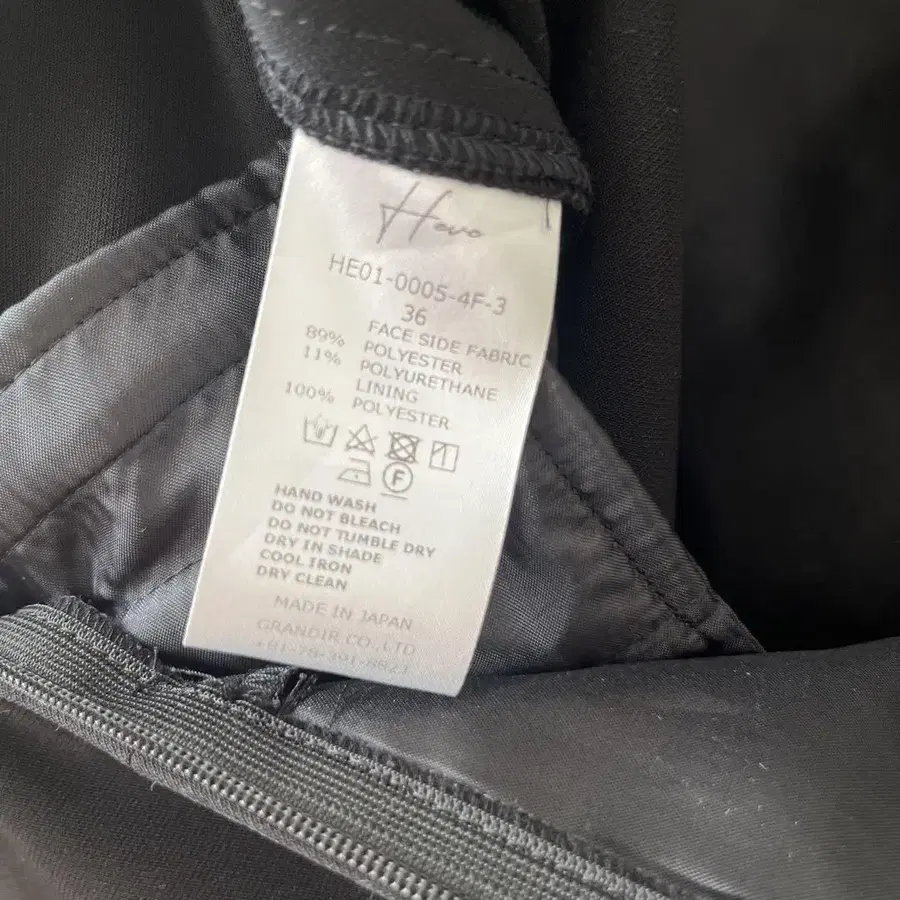 Hevo
HE01-0005-4F-3
36
FACE SIDE FABRIC
89% POLYESTER
11% POLYURETHANE
LINING
100% POLYESTER
F
HAND WASH
DO NOT BLEACH
DO NOT TUMBLE DRY
DRY IN SHADE
COOL IRON
DRY CLEAN
MADE IN JAPAN
GRANDIR CO.,LTD